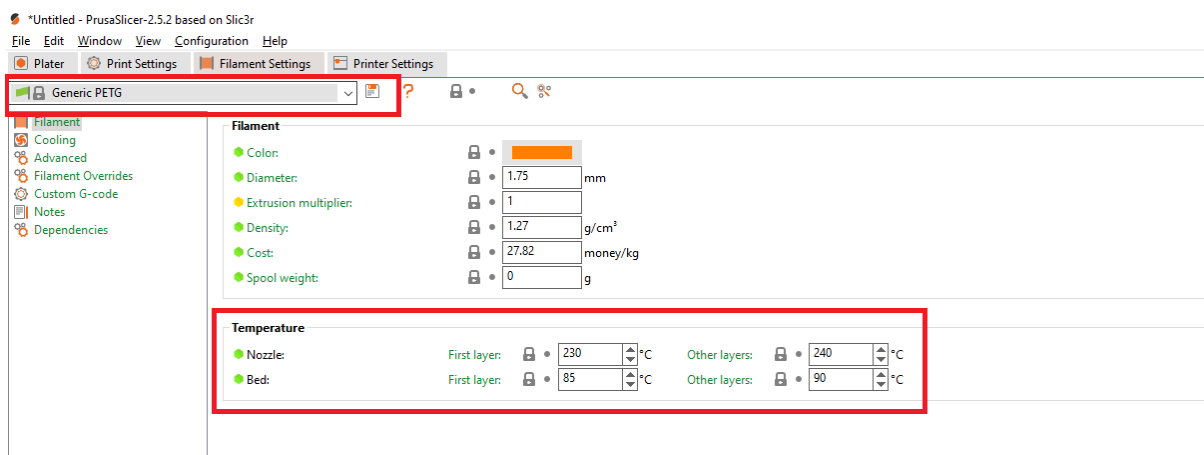 *Untitled - PrusaSlicer-2.5.2 based on Slic3r
File Edit Window View Configuration Help
Plater Print Settings Filament Settings Printer Settings
Generic PETG ?
Filament
Cooling
Advanced
Filament Overrides
Custom G-code
Notes
Dependencies
Filament
Color:
Diameter: 1.75 mm
Extrusion multiplier: 1
Density: 1.27 g/cm³
Cost: 27.82 money/kg
Spool weight: 0 g
Temperature
Nozzle: First layer: 230 °C Other layers: 240 °C
Bed: First layer: 85 °C Other layers: 90 °C